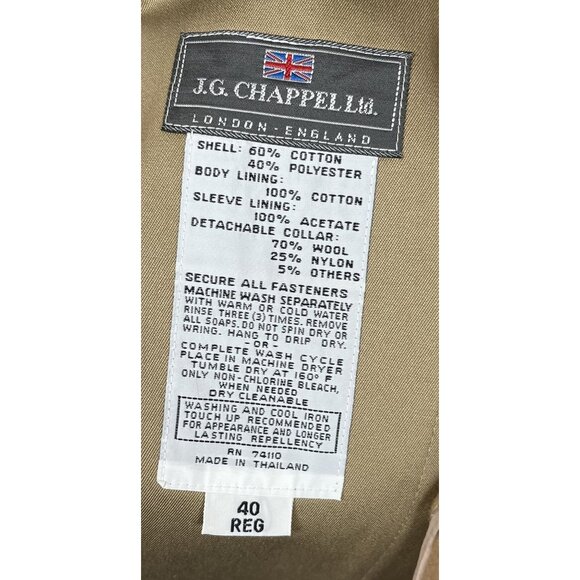 J.G. CHAPPEL Ltd.
LONDON - ENGLAND
SHELL: 60% COTTON
40% POLYESTER
BODY LINING:
100% COTTON
SLEEVE LINING:
100% ACETATE
DETACHABLE COLLAR:
70% WOOL
25% NYLON
5% OTHERS
SECURE ALL FASTENERS
MACHINE WASH SEPARATELY
WITH WARM OR COLD WATER
RINSE THREE (3) TIMES. REMOVE
ALL SOAPS. DO NOT SPIN DRY OR
WRING. HANG TO DRIP DRY.
-OR-
COMPLETE WASH CYCLE
PLACE IN MACHINE DRYER
TUMBLE DRY AT 160° F
ONLY NON-CHLORINE BLEACH,
WHEN NEEDED
DRY CLEANABLE
WASHING AND COOL IRON
TOUCH UP RECOMMENDED
FOR APPEARANCE AND LONGER
LASTING REPELLENCY
RN 74110
MADE IN THAILAND
40
REG